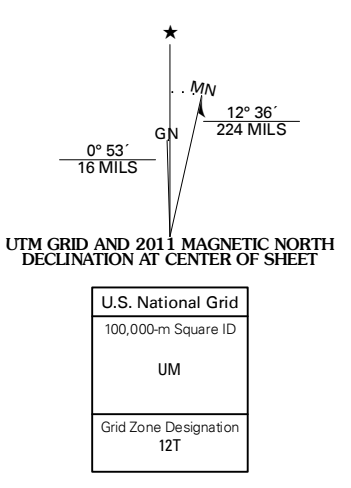 ★
MN
GN
12° 36´
224 MILS
0° 53´
16 MILS
UTM GRID AND 2011 MAGNETIC NORTH
DECLINATION AT CENTER OF SHEET
U.S. National Grid
100,000-m Square ID
UM
Grid Zone Designation
12T